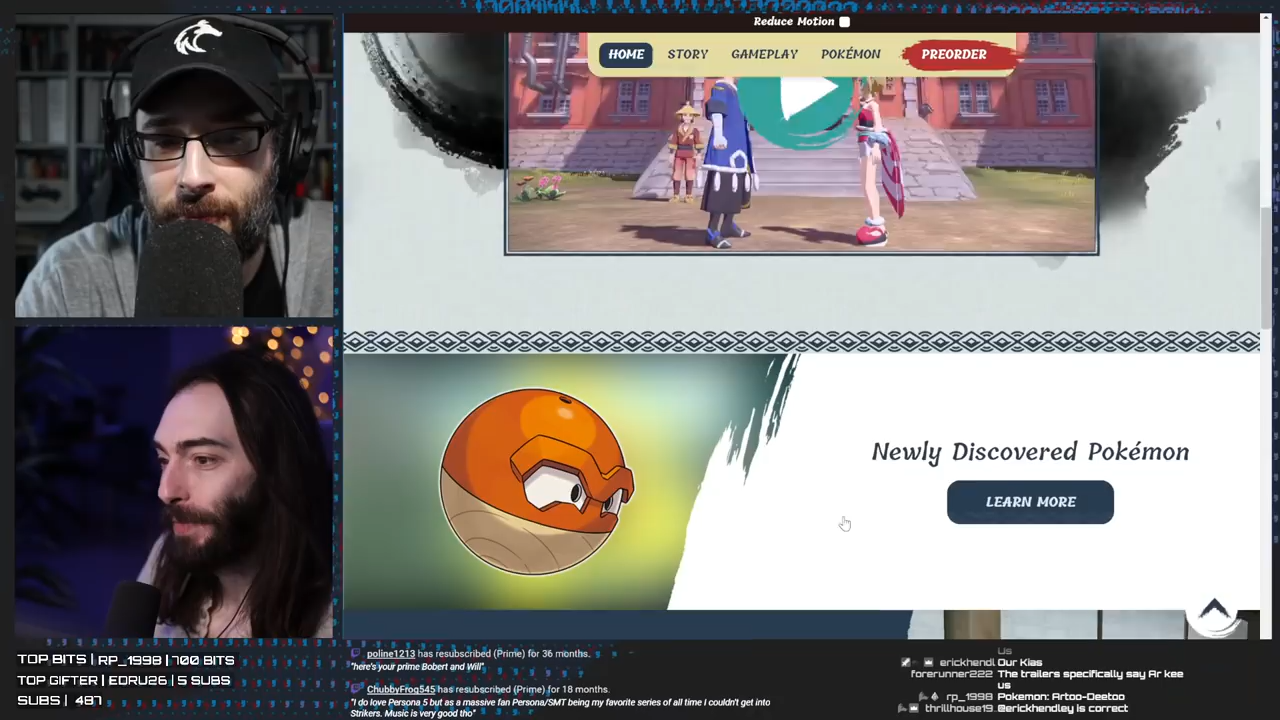 Reduce Motion
HOME STORY GAMEPLAY POKÉMON PREORDER
Newly Discovered Pokémon
LEARN MORE
TOP BITS | RP_1998 | 700 BITS
TOP GIFTER | EDRU26 | 5 SUBS
SUBS | 487
poline1213 has resubscribed (Prime) for 36 months.
"here's your prime Bobert and Will"
ChubbyFrog545 has resubscribed (Prime) for 18 months.
"I do love Persona 5 but as a massive fan Persona/SMT being my favorite series of all time I couldn't get into
Strikers. Music is very good tho"
Us
erickhendl Our Kias
forerunner222 The trailers specifically say Ar kee
us
rp_1998 Pokemon: Artoo-Deetoo
thrillhouse19 @erickhendley is correct